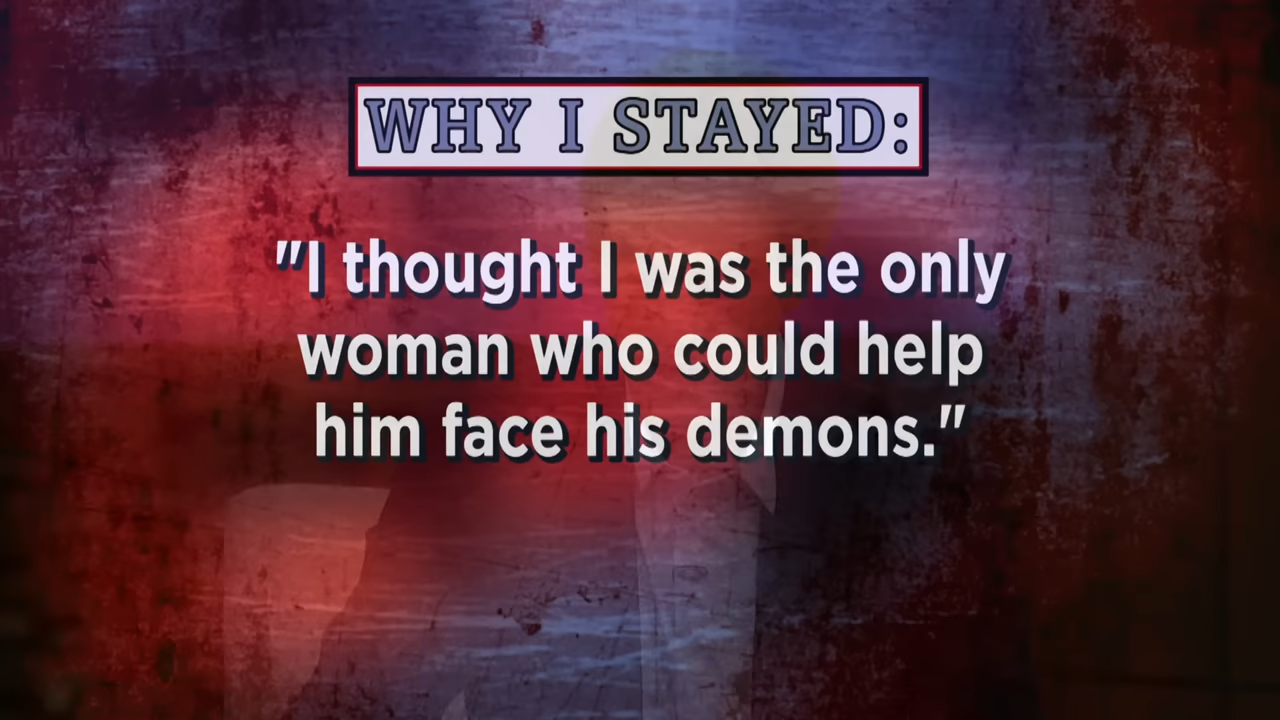 WHY I STAYED:
"I thought I was the only
woman who could help
him face his demons."